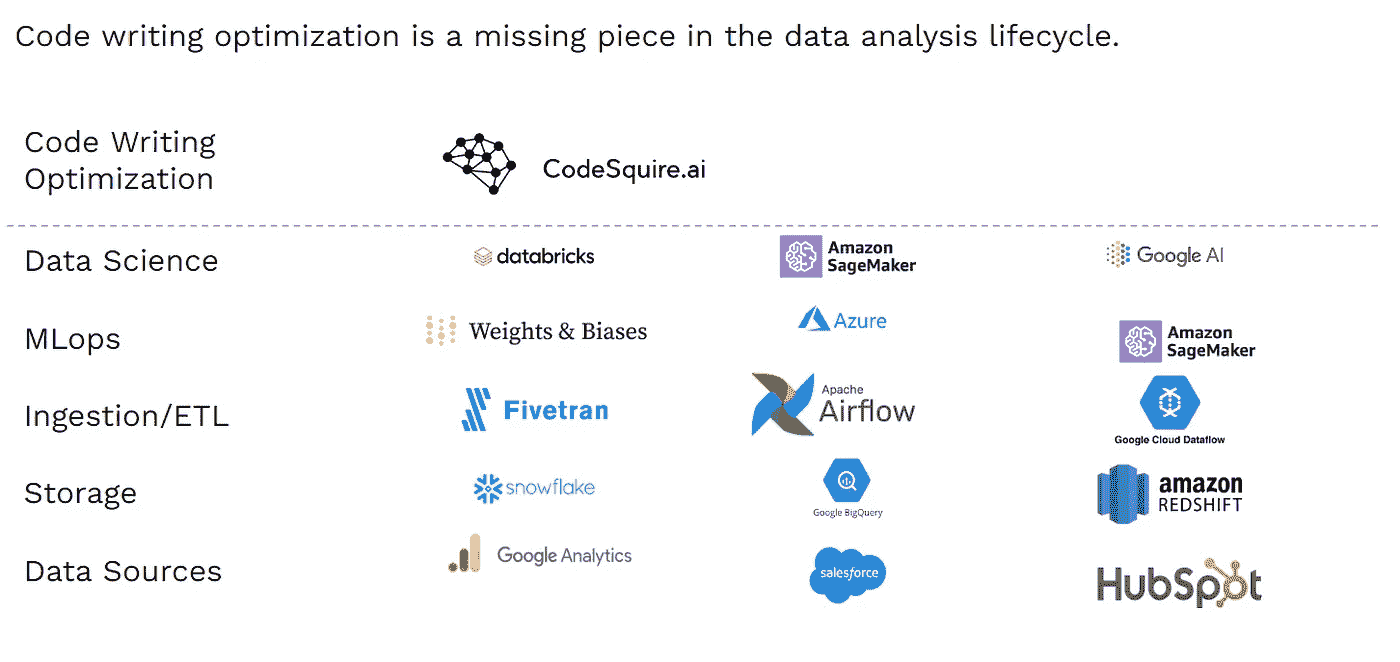 Code writing optimization is a missing piece in the data analysis lifecycle.
Code Writing
Optimization
CodeSquire.ai
Data Science
databricks
Amazon
SageMaker
Google AI
MLops
Weights & Biases
Azure
Amazon
SageMaker
Ingestion/ETL
Fivetran
Apache
Airflow
Google Cloud Dataflow
Storage
snowflake
Google BigQuery
amazon
REDSHIFT
Data Sources
Google Analytics
salesforce
HubSpot